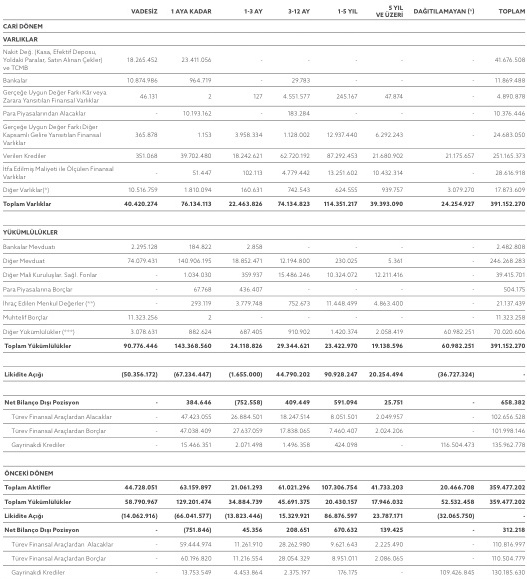 VADESİZ 1 AYA KADAR 1-3 AY 3-12 AY 1-5 YIL 5 YIL VE ÜZERİ DAĞITILAMAYAN (*) TOPLAM
CARİ DÖNEM
VARLIKLAR
Nakit Değ. (Kasa, Efektif Deposu,
Yoldaki Paralar, Satın Alınan Çekler) 18.265.452 23.411.056 - - - - - 41.676.508
ve TCMB
Bankalar 10.874.986 964.719 - 29.783 - - - 11.869.488
Gerçeğe Uygun Değer Farkı Kâr veya
Zarara Yansıtılan Finansal Varlıklar 46.131 2 127 4.551.577 245.167 47.874 - 4.890.878
Para Piyasalarından Alacaklar - 10.193.162 - 183.284 - - - 10.376.446
Gerçeğe Uygun Değer Farkı Diğer
Kapsamlı Gelire Yansıtılan Finansal 365.878 1.153 3.958.334 1.128.002 12.937.440 6.292.243 - 24.683.050
Varlıklar
Verilen Krediler 351.068 39.702.480 18.242.621 62.720.192 87.292.453 21.680.902 21.175.657 251.165.373
İtfa Edilmiş Maliyeti ile Ölçülen Finansal
Varlıklar - 51.447 102.113 4.779.442 13.251.602 10.432.314 - 28.616.918
Diğer Varlıklar(*) 10.516.759 1.810.094 160.631 742.543 624.555 939.757 3.079.270 17.873.609
Toplam Varlıklar 40.420.274 76.134.113 22.463.826 74.134.823 114.351.217 39.393.090 24.254.927 391.152.270
YÜKÜMLÜLÜKLER
Bankalar Mevduatı 2.295.128 184.822 2.858 - - - - 2.482.808
Diğer Mevduat 74.079.431 140.906.195 18.852.471 12.194.800 230.025 5.361 - 246.268.283
Diğer Mali Kuruluşlar. Sağl. Fonlar - 1.034.030 359.937 15.486.246 10.324.072 12.211.416 - 39.415.701
Para Piyasalarına Borçlar - 67.768 436.407 - - - - 504.175
İhraç Edilen Menkul Değerler (**) - 293.119 3.779.748 752.673 11.448.499 4.863.400 - 21.137.439
Muhtelif Borçlar 11.323.256 2 - - - - - 11.323.258
Diğer Yükümlülükler (***) 3.078.631 882.624 687.405 910.902 1.420.374 2.058.419 60.982.251 70.020.606
Toplam Yükümlülükler 90.776.446 143.368.560 24.118.826 29.344.621 23.422.970 19.138.596 60.982.251 391.152.270
Likidite Açığı (50.356.172) (67.234.447) (1.655.000) 44.790.202 90.928.247 20.254.494 (36.727.324) -
Net Bilanço Dışı Pozisyon - 384.646 (752.558) 409.449 591.094 25.751 - 658.382
Türev Finansal Araçlardan Alacaklar - 47.423.055 26.884.501 18.247.514 8.051.501 2.049.957 - 102.656.528
Türev Finansal Araçlardan Borçlar - 47.038.409 27.637.059 17.838.065 7.460.407 2.024.206 - 101.998.146
Gayrinakdi Krediler - 15.466.351 2.071.498 1.496.358 424.098 - 116.504.473 135.962.778
ÖNCEKİ DÖNEM
Toplam Aktifler 44.728.051 63.159.897 21.061.293 61.021.296 107.306.754 41.733.203 20.466.708 359.477.202
Toplam Yükümlülükler 58.790.967 129.201.474 34.884.739 45.691.375 20.430.157 17.946.032 52.532.458 359.477.202
Likidite Açığı (14.062.916) (66.041.577) (13.823.446) 15.329.921 86.876.597 23.787.171 (32.065.750) -
Net Bilanço Dışı Pozisyon - (751.846) 45.356 208.651 670.632 139.425 - 312.218
Türev Finansal Araçlardan Alacaklar - 59.444.974 11.261.910 28.262.980 9.621.643 2.225.490 - 110.816.997
Türev Finansal Araçlardan Borçlar - 60.196.820 11.216.554 28.054.329 8.951.011 2.086.065 - 110.504.779
Gayrinakdi Krediler - 13.753.549 4.453.864 2.375.197 176.175 - 109.426.845 130.185.630